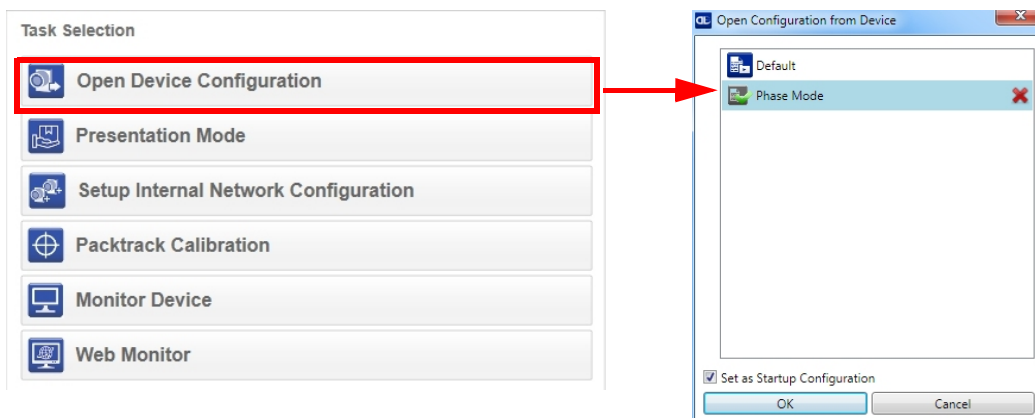 Task Selection
Open Device Configuration
Presentation Mode
Setup Internal Network Configuration
Packtrack Calibration
Monitor Device
Web Monitor
Open Configuration from Device
Default
Phase Mode
Set as Startup Configuration
OK
Cancel